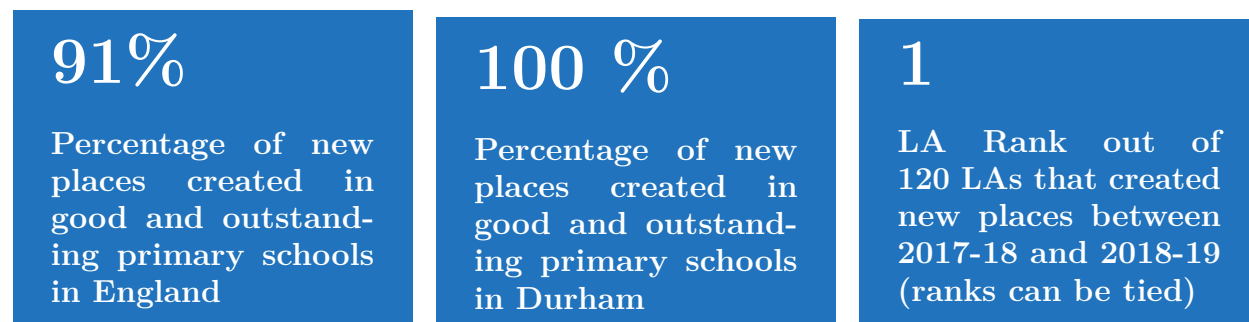 91%
Percentage of new
places created in
good and outstand-
ing primary schools
in England
100 %
Percentage of new
places created in
good and outstand-
ing primary schools
in Durham
1
LA Rank out of
120 LAs that created
new places between
2017-18 and 2018-19
(ranks can be tied)